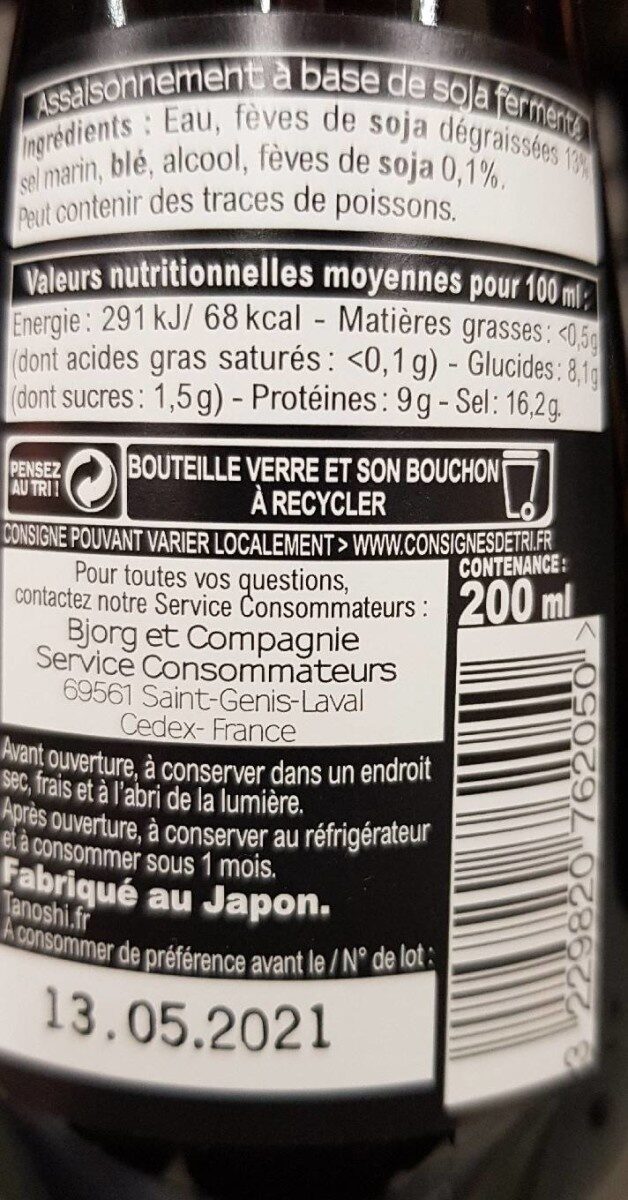 Assaisonnement à base de soja fermenté
Ingrédients : Eau, fèves de soja dégraissées 13%
sel marin, blé, alcool, fèves de soja 0,1%.
Peut contenir des traces de poissons.
Valeurs nutritionnelles moyennes pour 100 ml :
Energie : 291 kJ/ 68 kcal - Matières grasses : <0,5g
(dont acides gras saturés : <0,1 g) - Glucides : 8,1g
(dont sucres : 1,5 g) - Protéines : 9 g - Sel : 16,2 g.
PENSEZ
AU TRI !
BOUTEILLE VERRE ET SON BOUCHON
À RECYCLER
CONSIGNE POUVANT VARIER LOCALEMENT > WWW.CONSIGNESDETRI.FR
Pour toutes vos questions,
contactez notre Service Consommateurs :
Bjorg et Compagnie
Service Consommateurs
69561 Saint-Genis-Laval
Cedex- France
CONTENANCE :
200 ml
Avant ouverture, à conserver dans un endroit
sec, frais et à l'abri de la lumière.
Après ouverture, à conserver au réfrigérateur
et à consommer sous 1 mois.
Fabriqué au Japon.
Tanoshi.fr
A consommer de préférence avant le / N° de lot :
13.05.2021
3 229820 762050 >